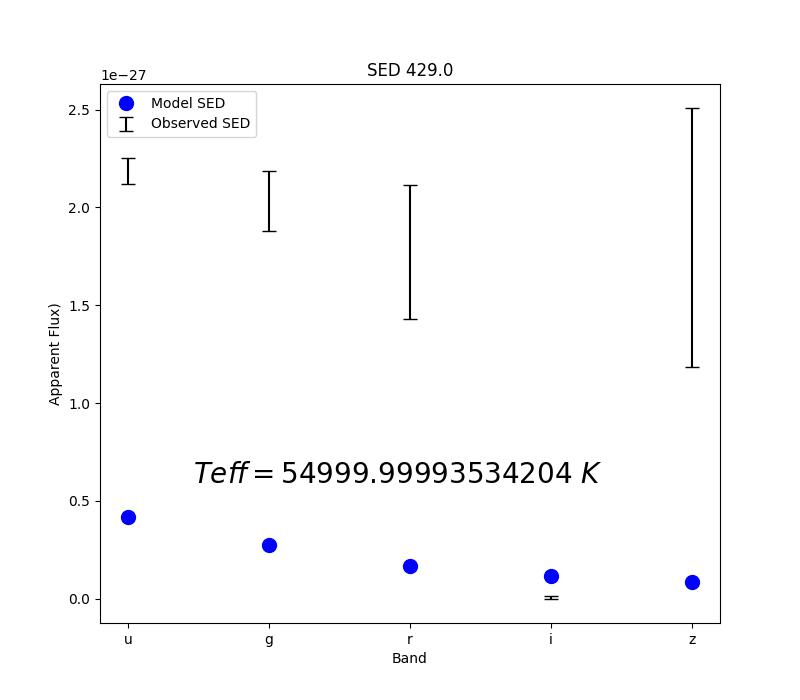 SED 429.0
1e−27
Model SED
Observed SED
2.5
2.0
1.5
1.0
0.5
0.0
Apparent Flux)
Teff = 54999.99993534204 K
u g r i z
Band